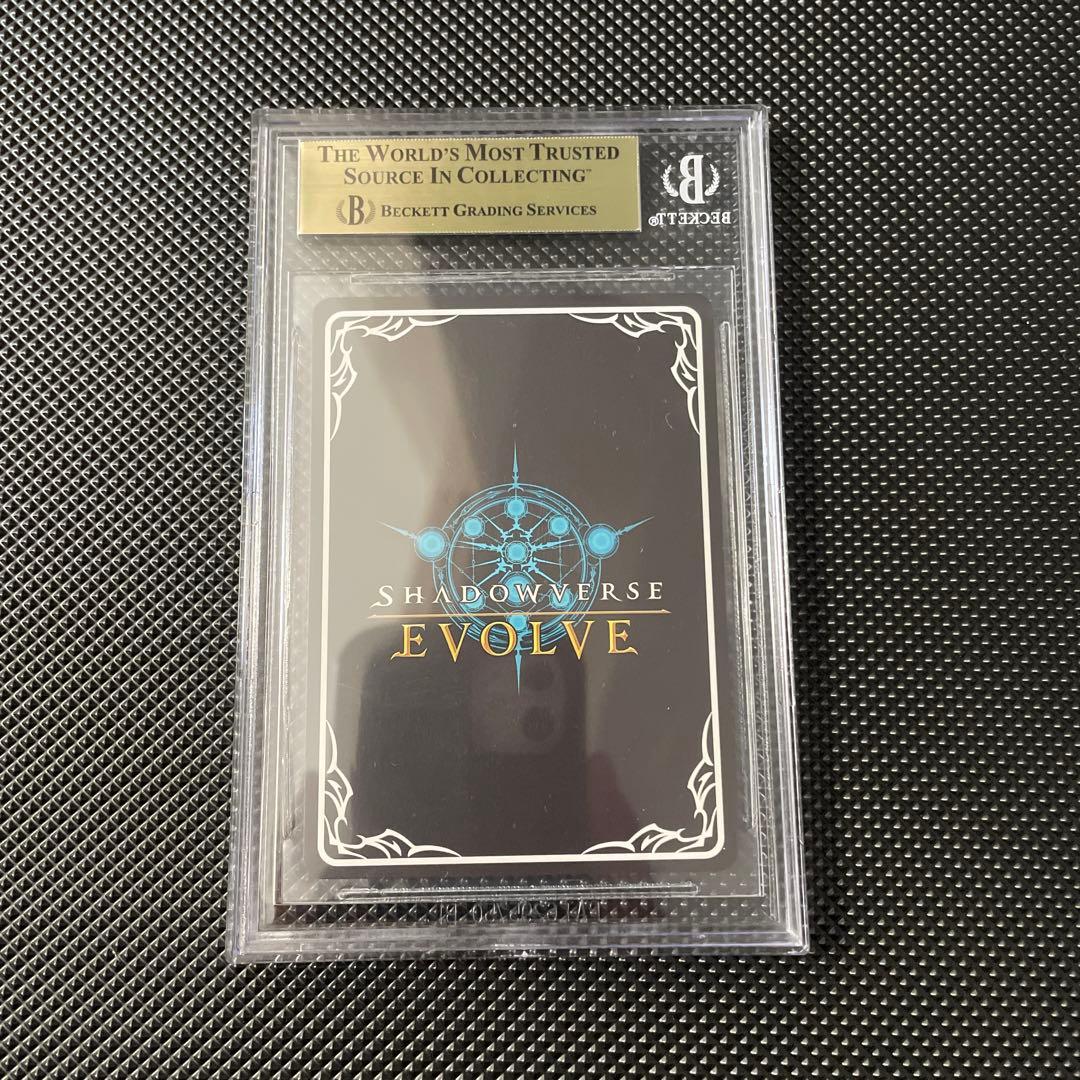 THE WORLD'S MOST TRUSTED
SOURCE IN COLLECTING™
B BECKETT GRADING SERVICES
B
BECKETT®
SHADOWVERSE
EVOLVE